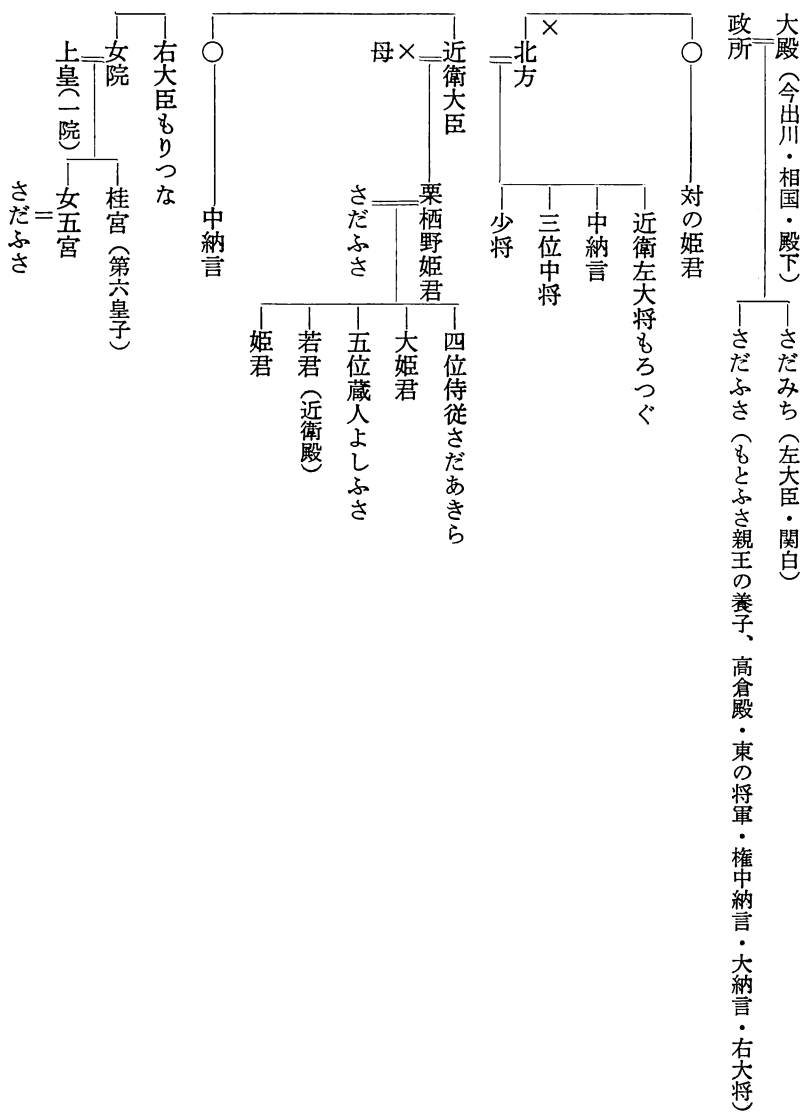 大殿（今出川・相国・殿下）
政所
さだみち（左大臣・関白）
さだふさ（もとふさ親王の養子、高倉殿・東の将軍・権中納言・大納言・右大将）
○
対の姫君
×
北方
近衛左大将もろつぐ
中納言
三位中将
少将
近衛大臣
×
母
栗栖野姫君
さだふさ
四位侍従さだあきら
大姫君
五位蔵人よしふさ
若君（近衛殿）
姫君
○
中納言
右大臣もりつな
女院
上皇（一院）
桂宮（第六皇子）
女五宮
さだふさ